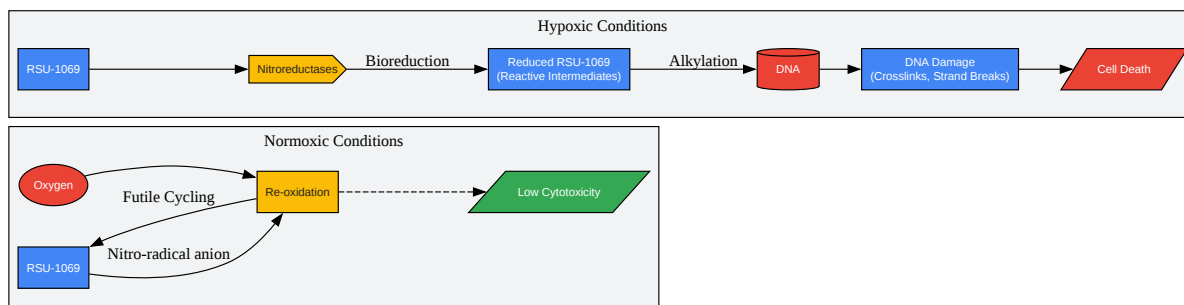 Hypoxic Conditions
RSU-1069
Nitroreductases
Bioreduction
Reduced RSU-1069
(Reactive Intermediates)
Alkylation
DNA
DNA Damage
(Crosslinks, Strand Breaks)
Cell Death
Normoxic Conditions
Oxygen
Futile Cycling
Re-oxidation
Low Cytotoxicity
Nitro-radical anion
RSU-1069